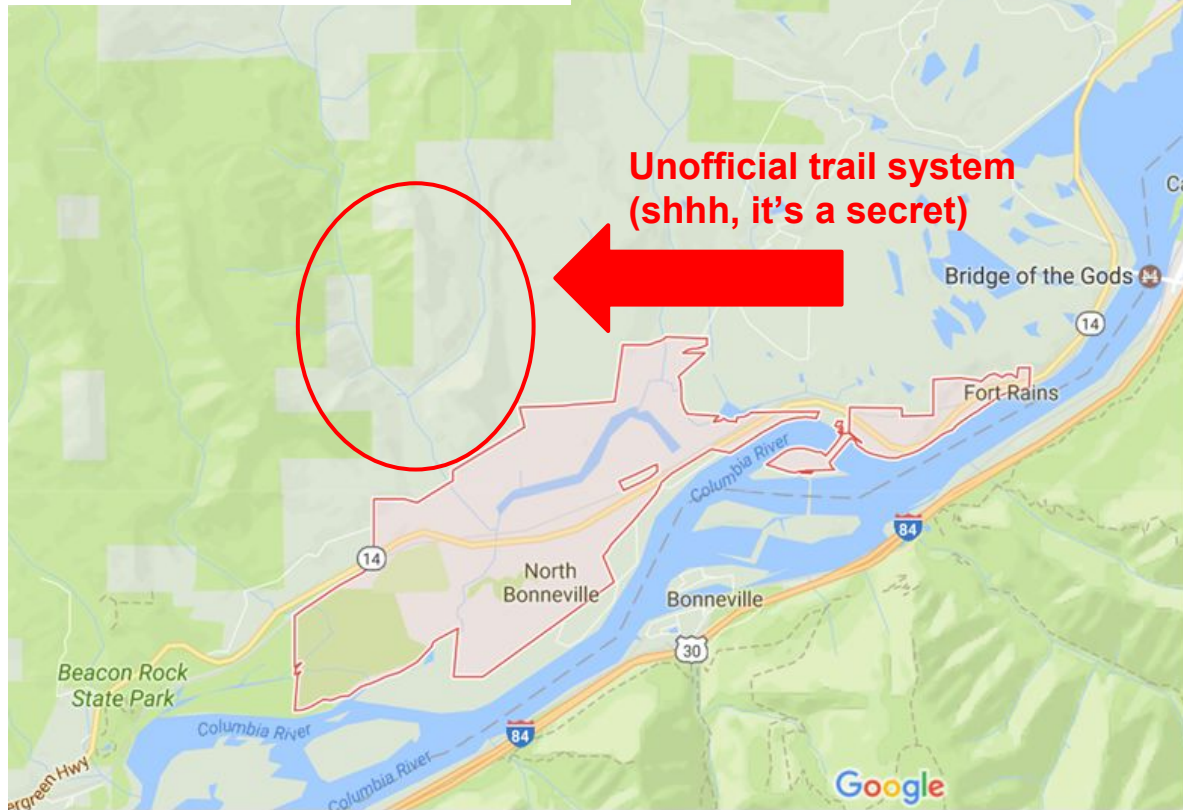 Unofficial trail system
(shhh, it’s a secret)
Bridge of the Gods
14
Fort Rains
Columbia River
84
14
North
Bonneville
Bonneville
30
Beacon Rock
State Park
Columbia River
84
Columbia River
Google